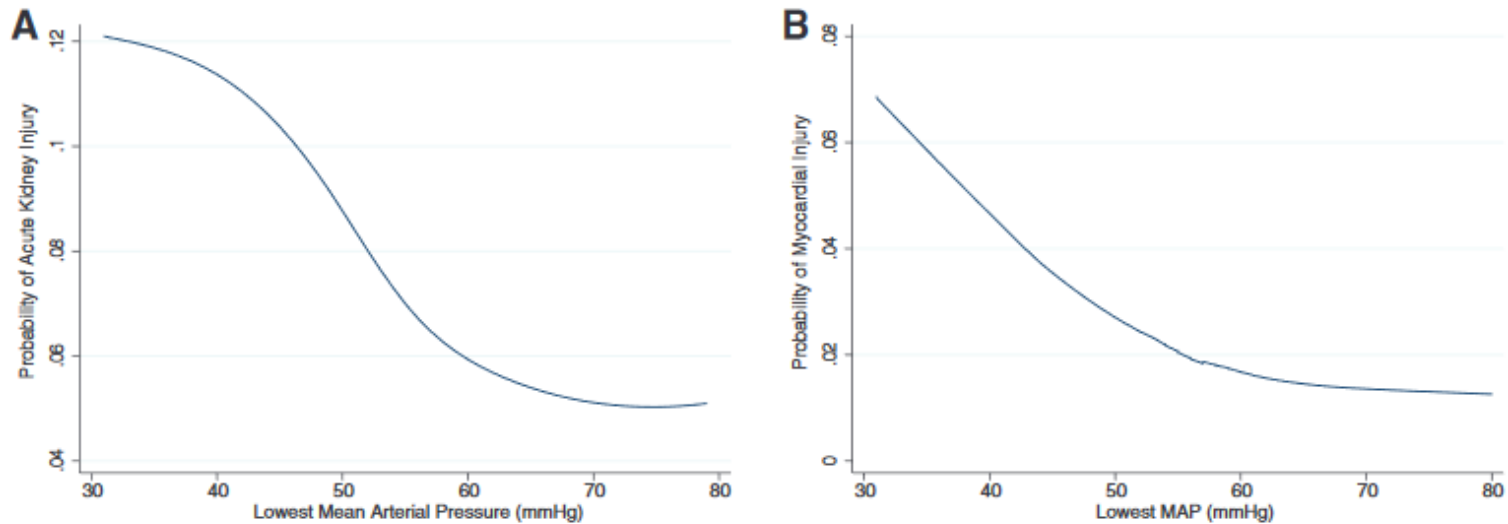 A
Probability of Acute Kidney Injury
.12
.1
.08
.06
.04
30 40 50 60 70 80
Lowest Mean Arterial Pressure (mmHg)
B
Probability of Myocardial Injury
.08
.06
.04
.02
0
30 40 50 60 70 80
Lowest MAP (mmHg)